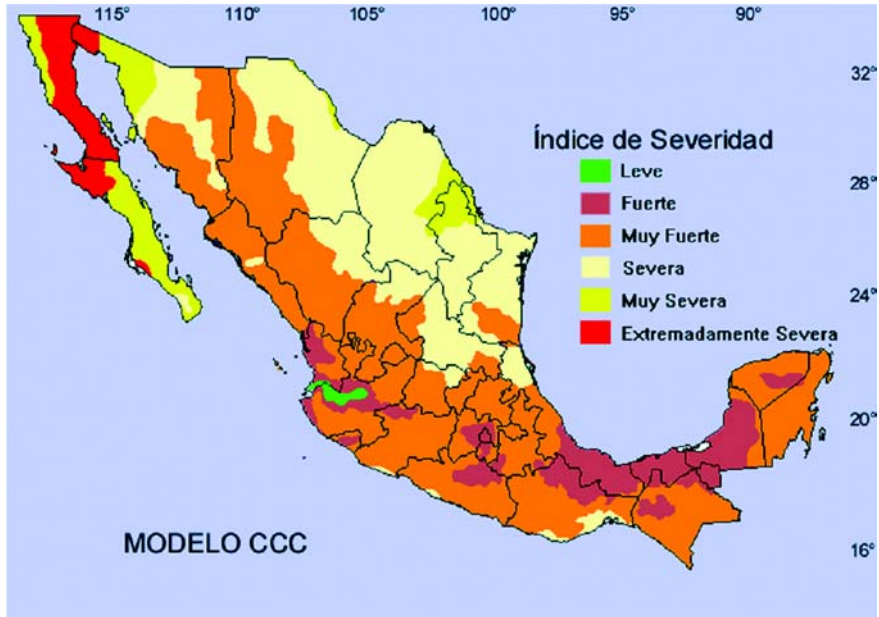 115° 110° 105° 100° 95° 90°
32°
Índice de Severidad
Leve
28°
Fuerte
Muy Fuerte
Severa
24°
Muy Severa
Extremadamente Severa
20°
MODELO CCC
16°